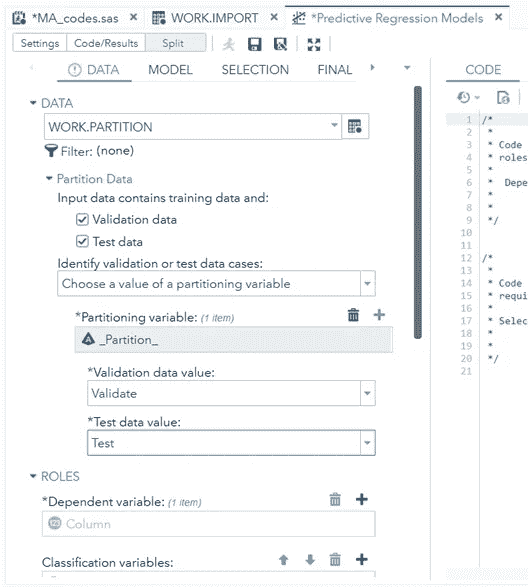 *MA_codes.sas × WORK.IMPORT × *Predictive Regression Models ×
Settings Code/Results Split
DATA MODEL SELECTION FINAL CODE
DATA
WORK.PARTITION
Filter: (none)
Partition Data
Input data contains training data and:
Validation data
Test data
Identify validation or test data cases:
Choose a value of a partitioning variable
*Partitioning variable: (1 item)
_Partition_
*Validation data value:
Validate
*Test data value:
Test
ROLES
*Dependent variable: (1 item)
123 Column
Classification variables:
1 /*
2 *
3 * Code
4 * roles
5 *
6 * Depe
7 *
8 *
9 */
10
11
12 /*
13 *
14 * Code
15 * requi
16 *
17 * Selec
18 *
19 *
20 */
21